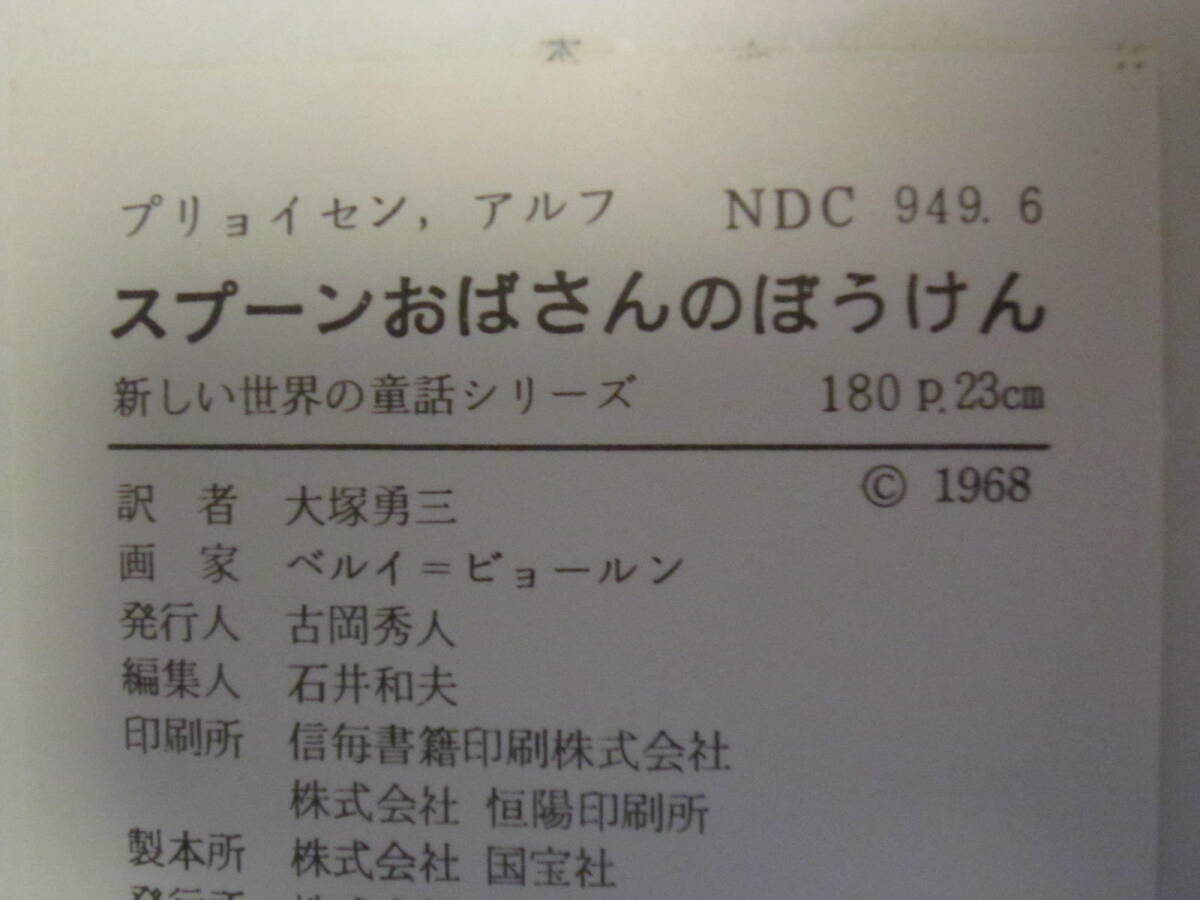 プリョイセン, アルフ NDC 949.6
スプーンおばさんのぼうけん
新しい世界の童話シリーズ 180 p. 23cm
© 1968
訳者 大塚勇三
画家 ベルイ=ビョールン
発行人 古岡秀人
編集人 石井和夫
印刷所 信毎書籍印刷株式会社
株式会社 恒陽印刷所
製本所 株式会社 国宝社